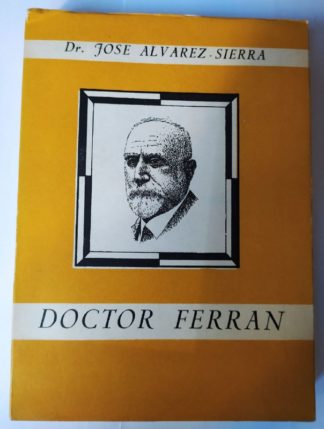 Dr. JOSE ALVAREZ-SIERRA
DOCTOR FERRAN